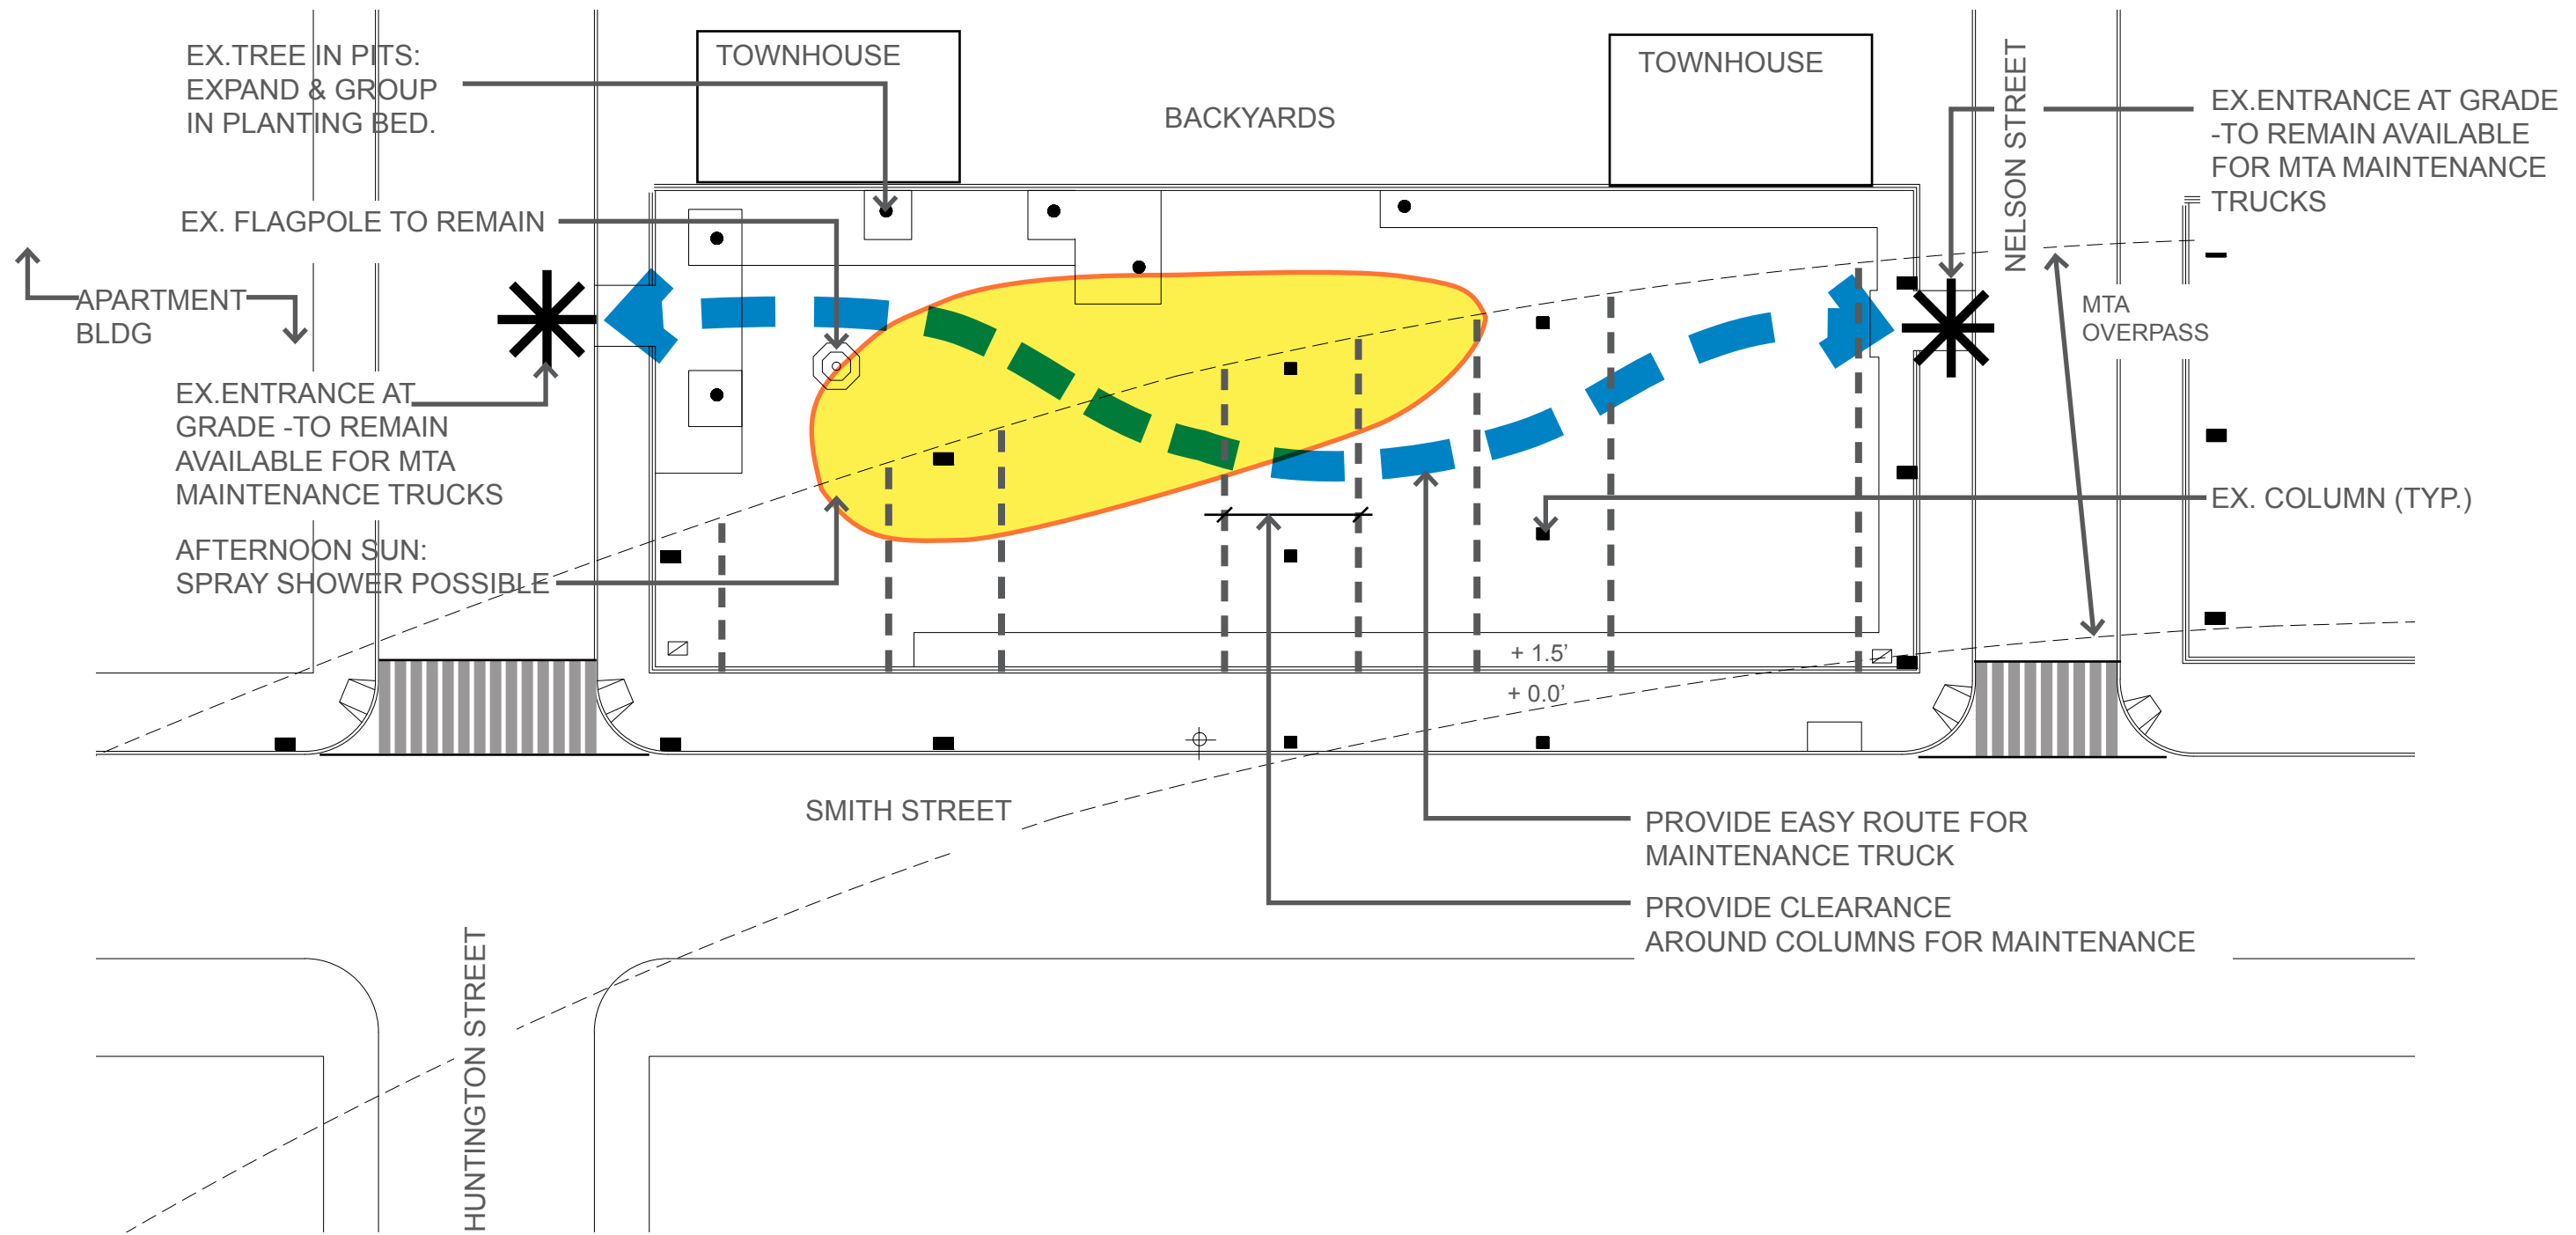 EX.TREE IN PITS:
EXPAND & GROUP
IN PLANTING BED.
TOWNHOUSE
BACKYARDS
TOWNHOUSE
NELSON STREET
EX.ENTRANCE AT GRADE
-TO REMAIN AVAILABLE
FOR MTA MAINTENANCE
TRUCKS
EX. FLAGPOLE TO REMAIN
APARTMENT
BLDG
MTA
OVERPASS
EX.ENTRANCE AT
GRADE -TO REMAIN
AVAILABLE FOR MTA
MAINTENANCE TRUCKS
EX. COLUMN (TYP.)
AFTERNOON SUN:
SPRAY SHOWER POSSIBLE
+ 1.5’
+ 0.0’
SMITH STREET
PROVIDE EASY ROUTE FOR
MAINTENANCE TRUCK
PROVIDE CLEARANCE
AROUND COLUMNS FOR MAINTENANCE
HUNTINGTON STREET